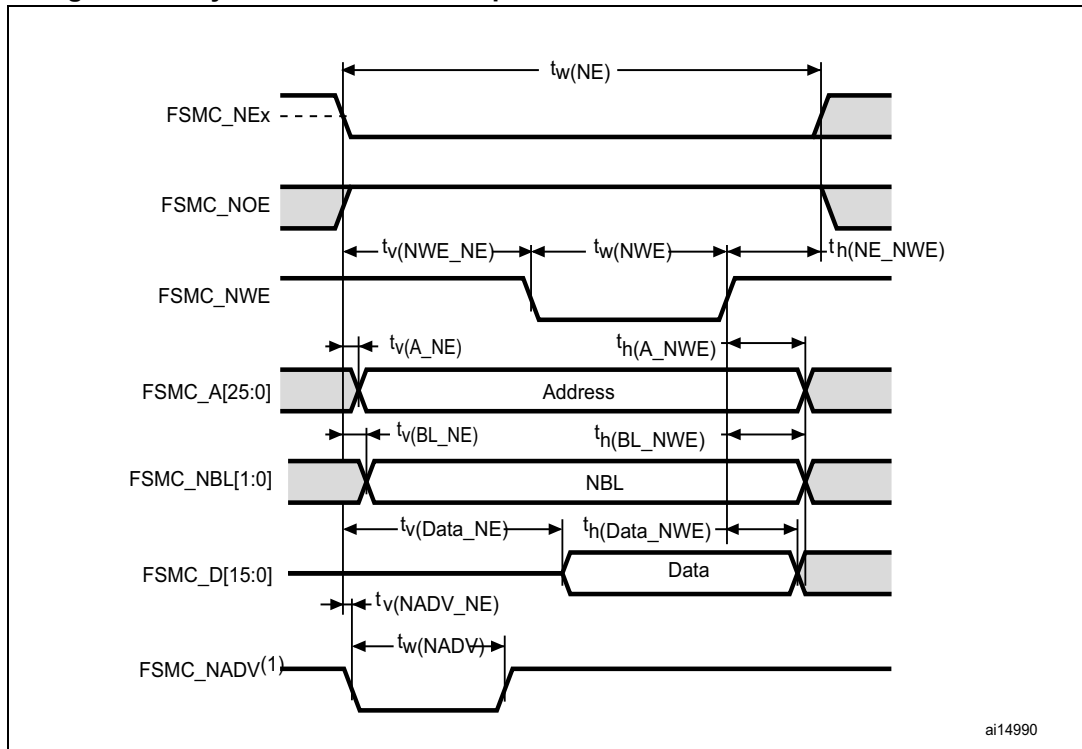 tw(NE)
FSMC_NEx
FSMC_NOE
tv(NWE_NE) tw(NWE) th(NE_NWE)
FSMC_NWE
tv(A_NE) th(A_NWE)
FSMC_A[25:0] Address
tv(BL_NE) th(BL_NWE)
FSMC_NBL[1:0] NBL
tv(Data_NE) th(Data_NWE)
FSMC_D[15:0] Data
tv(NADV_NE)
tw(NADV)
FSMC_NADV(1)
ai14990